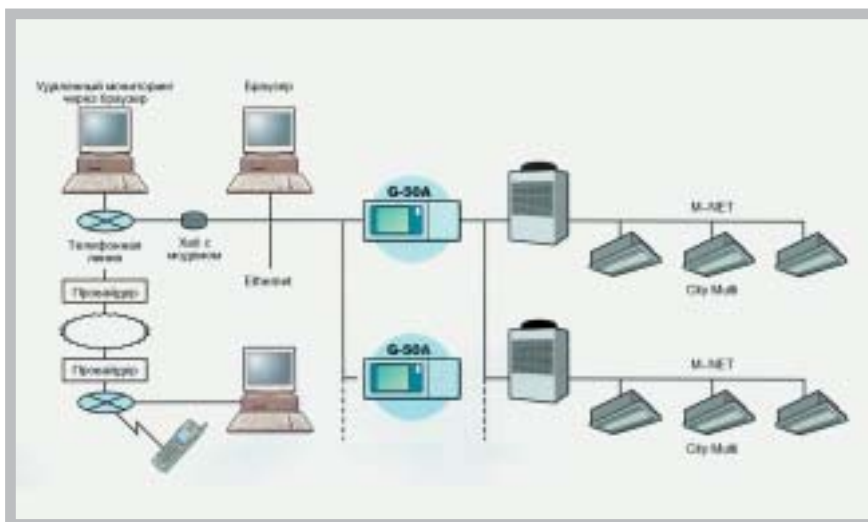 Удаленный мониторинг
через браузер
Браузер
G-50A
M-NET
Телефонная
линия
Хаб с
модемом
Ethernet
City Multi
Провайдер
G-50A
Провайдер
M-NET
City Multi